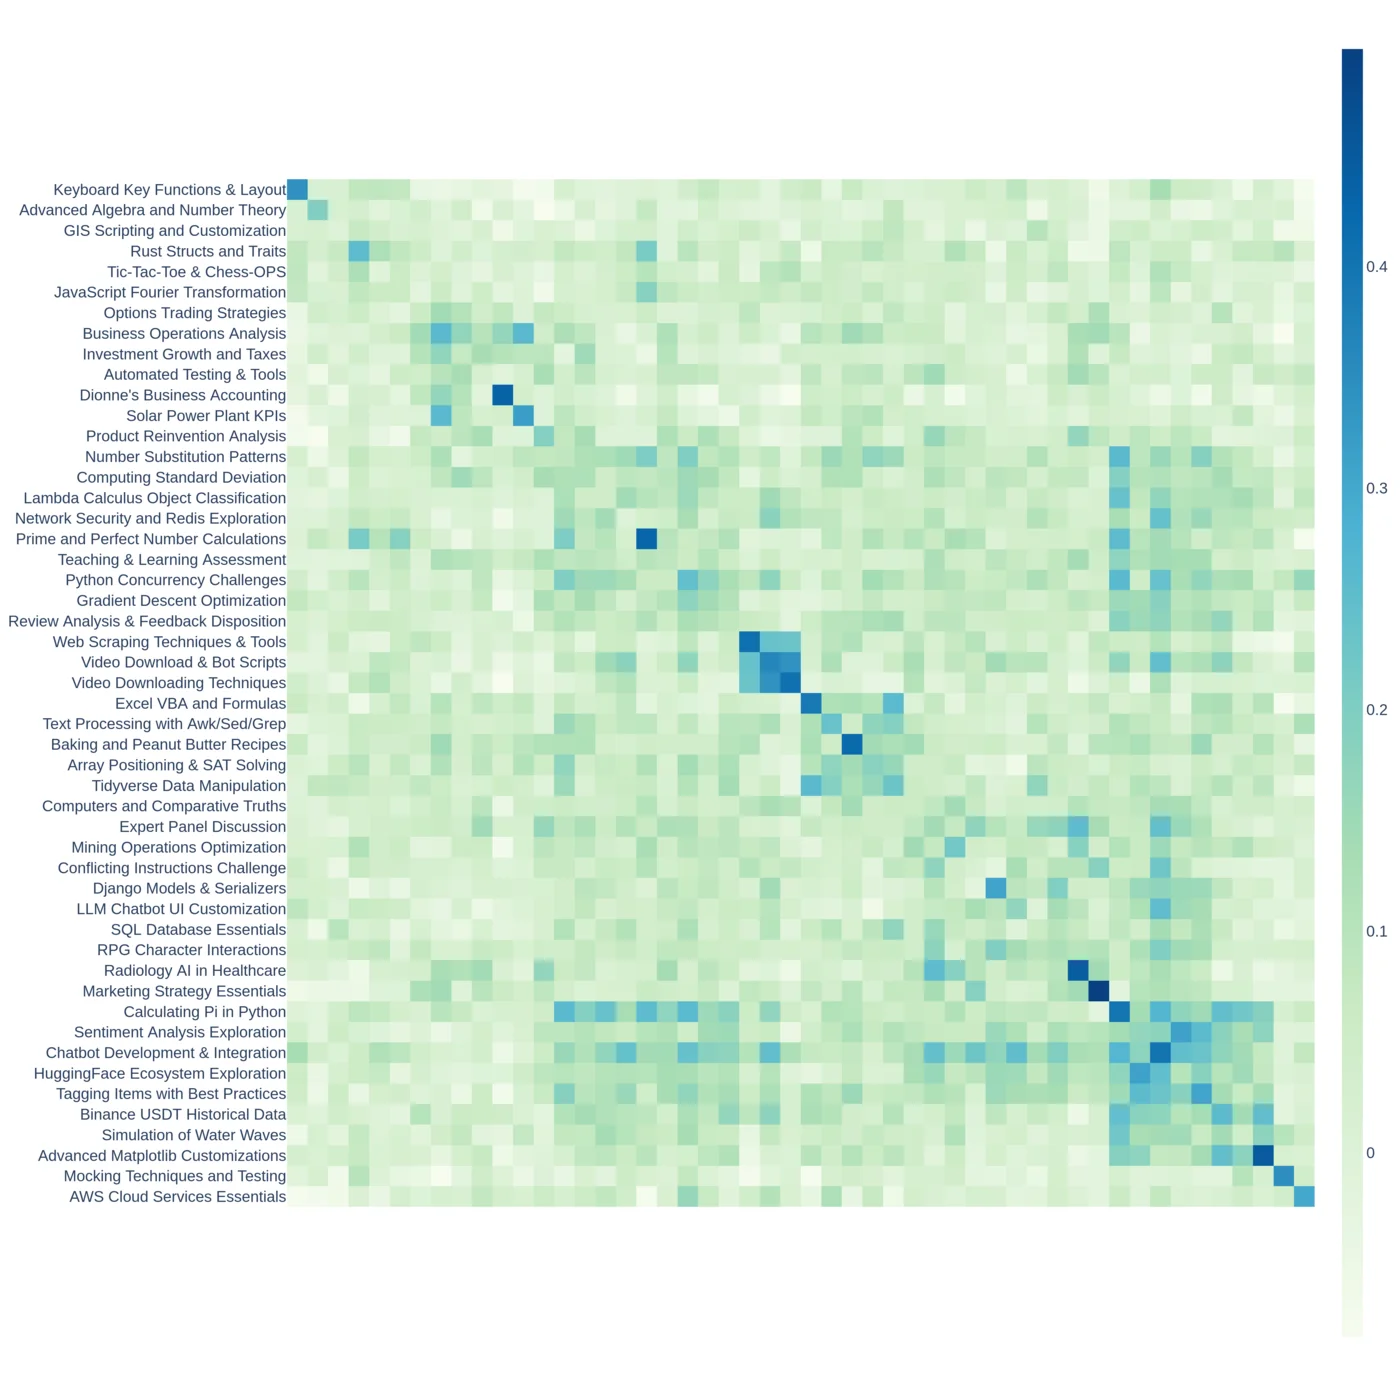 Keyboard Key Functions & Layout
Advanced Algebra and Number Theory
GIS Scripting and Customization
Rust Structs and Traits
Tic-Tac-Toe & Chess-OPS
JavaScript Fourier Transformation
Options Trading Strategies
Business Operations Analysis
Investment Growth and Taxes
Automated Testing & Tools
Dionne's Business Accounting
Solar Power Plant KPIs
Product Reinvention Analysis
Number Substitution Patterns
Computing Standard Deviation
Lambda Calculus Object Classification
Network Security and Redis Exploration
Prime and Perfect Number Calculations
Teaching & Learning Assessment
Python Concurrency Challenges
Gradient Descent Optimization
Review Analysis & Feedback Disposition
Web Scraping Techniques & Tools
Video Download & Bot Scripts
Video Downloading Techniques
Excel VBA and Formulas
Text Processing with Awk/Sed/Grep
Baking and Peanut Butter Recipes
Array Positioning & SAT Solving
Tidyverse Data Manipulation
Computers and Comparative Truths
Expert Panel Discussion
Mining Operations Optimization
Conflicting Instructions Challenge
Django Models & Serializers
LLM Chatbot UI Customization
SQL Database Essentials
RPG Character Interactions
Radiology AI in Healthcare
Marketing Strategy Essentials
Calculating Pi in Python
Sentiment Analysis Exploration
Chatbot Development & Integration
HuggingFace Ecosystem Exploration
Tagging Items with Best Practices
Binance USDT Historical Data
Simulation of Water Waves
Advanced Matplotlib Customizations
Mocking Techniques and Testing
AWS Cloud Services Essentials
0.4
0.3
0.2
0.1
0